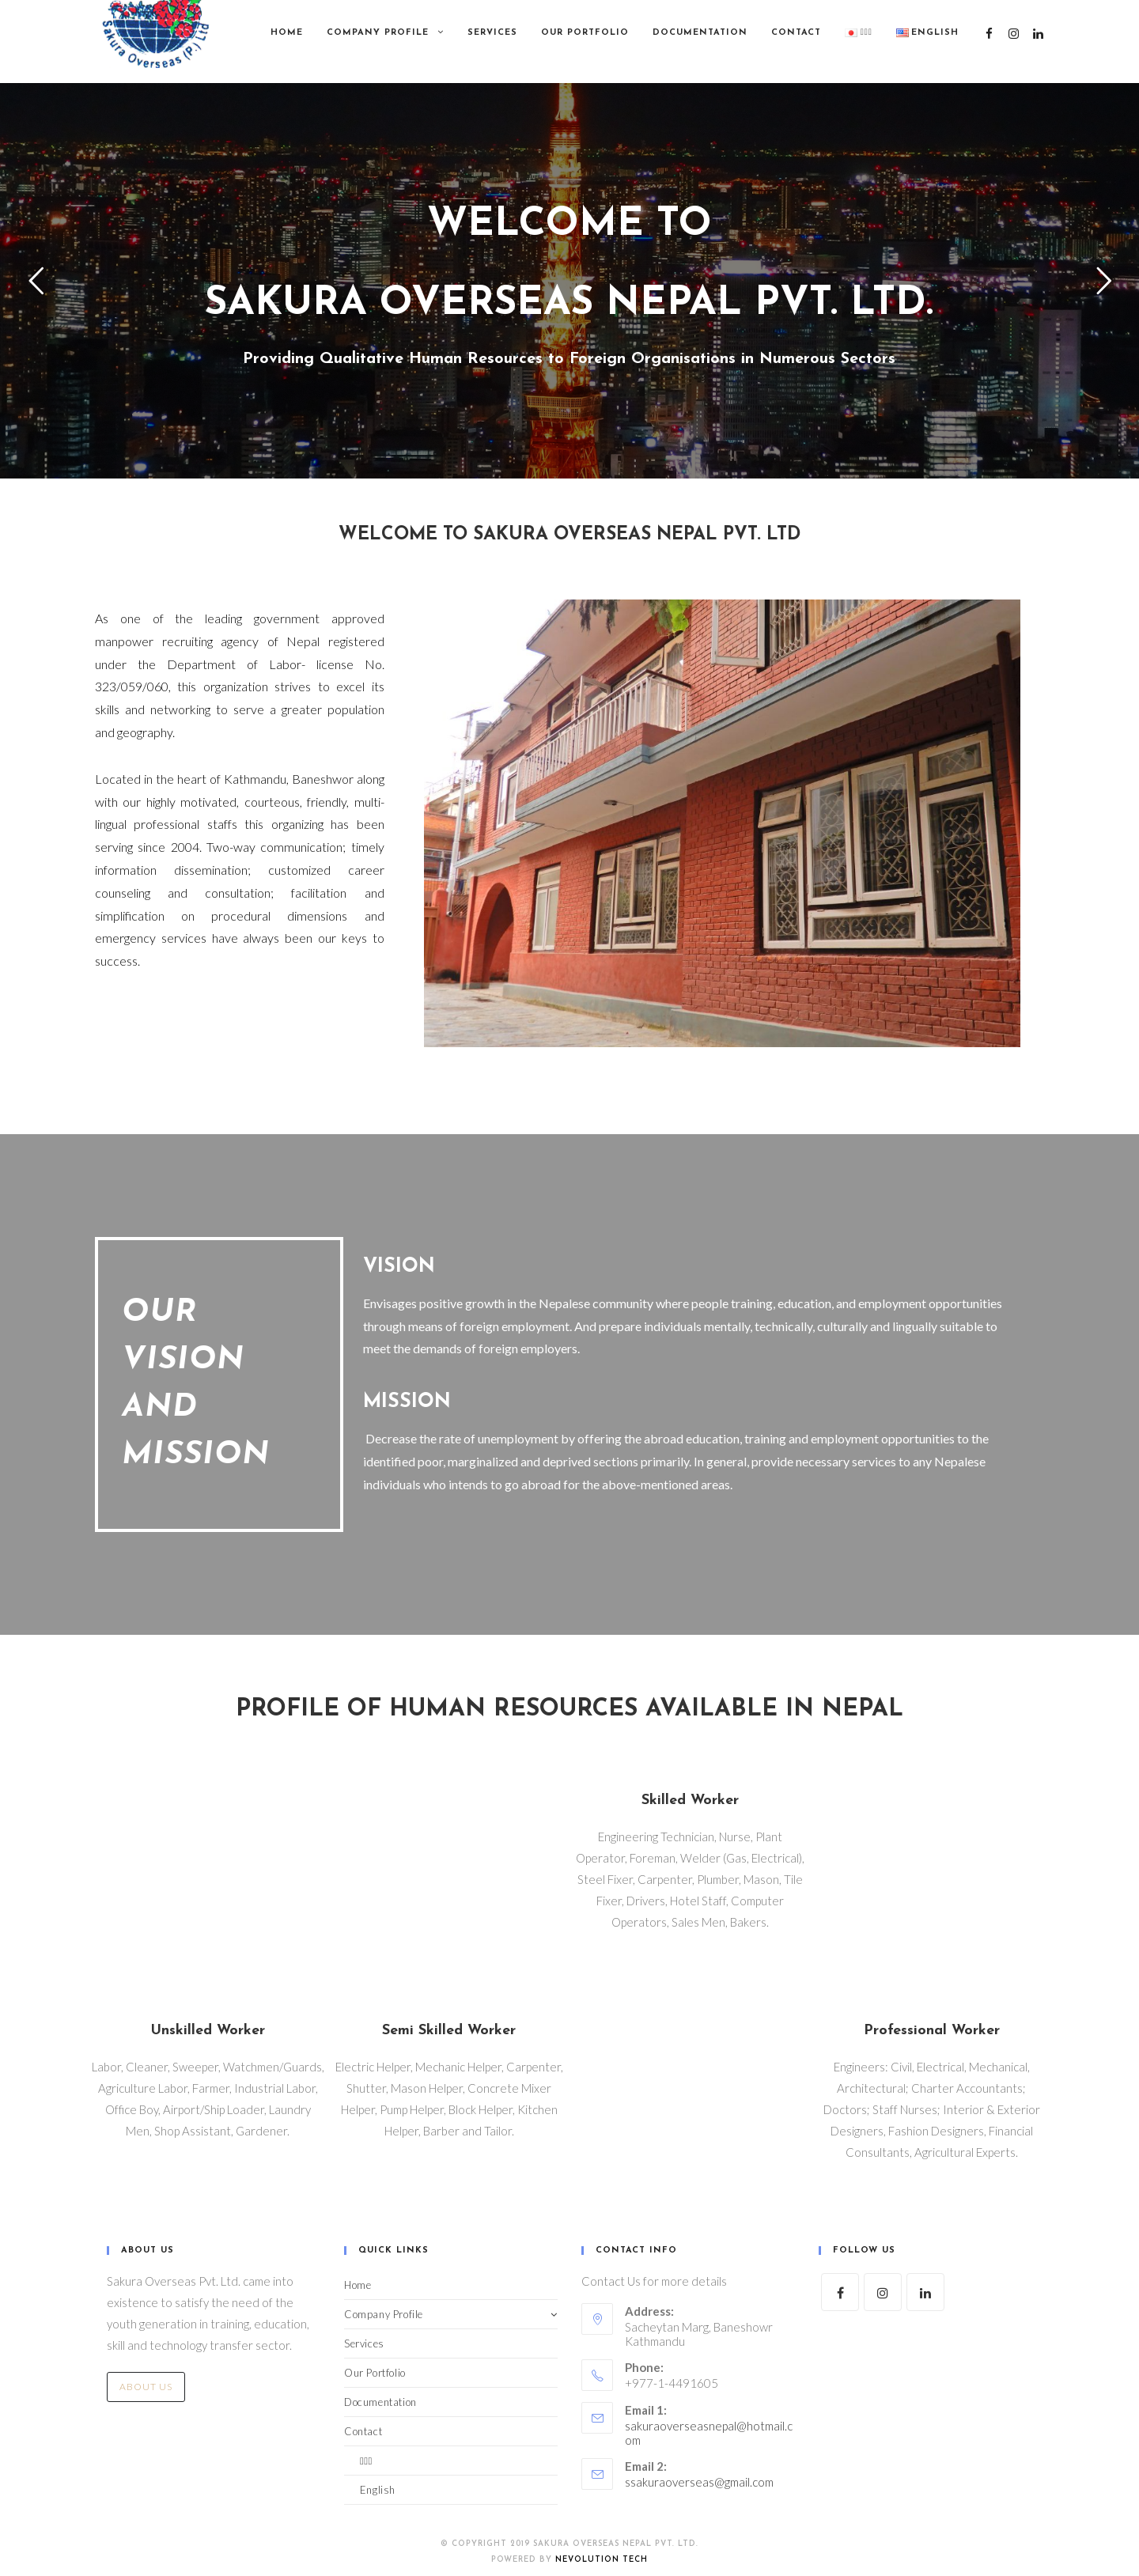 Sakura Overseas (P.) Ltd
HOME
COMPANY PROFILE
SERVICES
OUR PORTFOLIO
DOCUMENTATION
CONTACT
ENGLISH
WELCOME TO
SAKURA OVERSEAS NEPAL PVT. LTD.
Providing Qualitative Human Resources to Foreign Organisations in Numerous Sectors
WELCOME TO SAKURA OVERSEAS NEPAL PVT. LTD
As one of the leading government approved
manpower recruiting agency of Nepal registered
under the Department of Labor- license No.
323/059/060, this organization strives to excel its
skills and networking to serve a greater population
and geography.
Located in the heart of Kathmandu, Baneshwor along
with our highly motivated, courteous, friendly, multi-
lingual professional staffs this organizing has been
serving since 2004. Two-way communication; timely
information dissemination; customized career
counseling and consultation; facilitation and
simplification on procedural dimensions and
emergency services have always been our keys to
success.
OUR
VISION
AND
MISSION
VISION
Envisages positive growth in the Nepalese community where people training, education, and employment opportunities
through means of foreign employment. And prepare individuals mentally, technically, culturally and lingually suitable to
meet the demands of foreign employers.
MISSION
Decrease the rate of unemployment by offering the abroad education, training and employment opportunities to the
identified poor, marginalized and deprived sections primarily. In general, provide necessary services to any Nepalese
individuals who intends to go abroad for the above-mentioned areas.
PROFILE OF HUMAN RESOURCES AVAILABLE IN NEPAL
Skilled Worker
Engineering Technician, Nurse, Plant
Operator, Foreman, Welder (Gas, Electrical),
Steel Fixer, Carpenter, Plumber, Mason, Tile
Fixer, Drivers, Hotel Staff, Computer
Operators, Sales Men, Bakers.
Unskilled Worker
Labor, Cleaner, Sweeper, Watchmen/Guards,
Agriculture Labor, Farmer, Industrial Labor,
Office Boy, Airport/Ship Loader, Laundry
Men, Shop Assistant, Gardener.
Semi Skilled Worker
Electric Helper, Mechanic Helper, Carpenter,
Shutter, Mason Helper, Concrete Mixer
Helper, Pump Helper, Block Helper, Kitchen
Helper, Barber and Tailor.
Professional Worker
Engineers: Civil, Electrical, Mechanical,
Architectural; Charter Accountants;
Doctors; Staff Nurses; Interior & Exterior
Designers, Fashion Designers, Financial
Consultants, Agricultural Experts.
ABOUT US
Sakura Overseas Pvt. Ltd. came into
existence to satisfy the need of the
youth generation in training, education,
skill and technology transfer sector.
ABOUT US
QUICK LINKS
Home
Company Profile
Services
Our Portfolio
Documentation
Contact
English
CONTACT INFO
Contact Us for more details
Address:
Sacheytan Marg, Baneshowr
Kathmandu
Phone:
+977-1-4491605
Email 1:
sakuraoverseasnepal@hotmail.c
om
Email 2:
ssakuraoverseas@gmail.com
FOLLOW US
© COPYRIGHT 2019 SAKURA OVERSEAS NEPAL PVT. LTD.
POWERED BY NEVOLUTION TECH